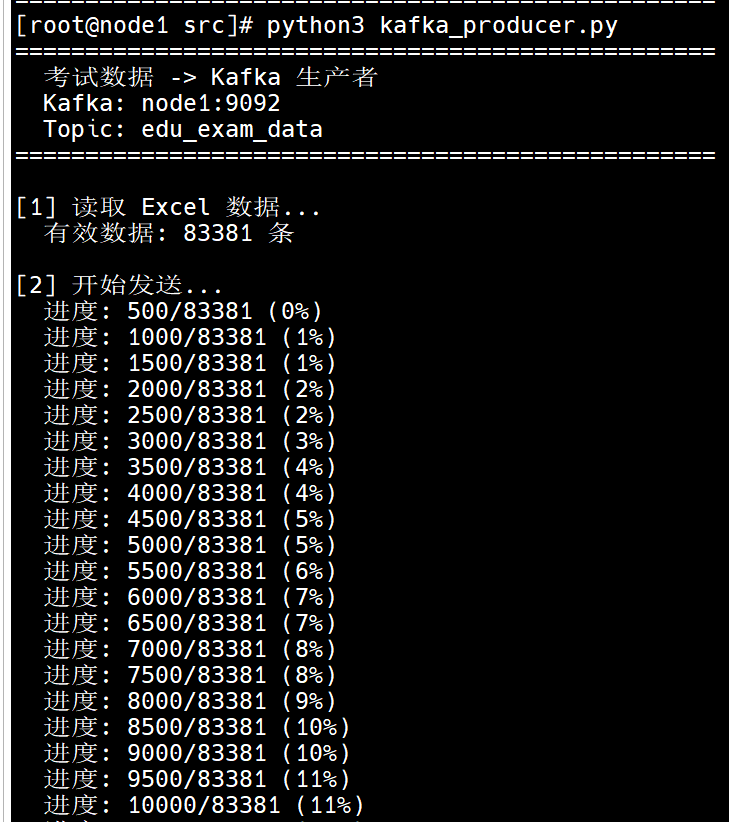 ==================================================
[root@node1 src]# python3 kafka_producer.py
==================================================
考试数据 -> Kafka 生产者
Kafka: node1:9092
Topic: edu_exam_data
==================================================
[1] 读取 Excel 数据...
有效数据: 83381 条
[2] 开始发送...
进度: 500/83381 (0%)
进度: 1000/83381 (1%)
进度: 1500/83381 (1%)
进度: 2000/83381 (2%)
进度: 2500/83381 (2%)
进度: 3000/83381 (3%)
进度: 3500/83381 (4%)
进度: 4000/83381 (4%)
进度: 4500/83381 (5%)
进度: 5000/83381 (5%)
进度: 5500/83381 (6%)
进度: 6000/83381 (7%)
进度: 6500/83381 (7%)
进度: 7000/83381 (8%)
进度: 7500/83381 (8%)
进度: 8000/83381 (9%)
进度: 8500/83381 (10%)
进度: 9000/83381 (10%)
进度: 9500/83381 (11%)
进度: 10000/83381 (11%)